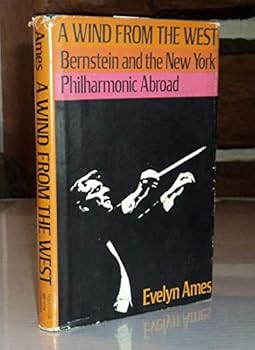 A WIND FROM THE WEST
Bernstein and the New York
Philharmonic Abroad
Evelyn Ames
Ames A WIND FROM THE WEST